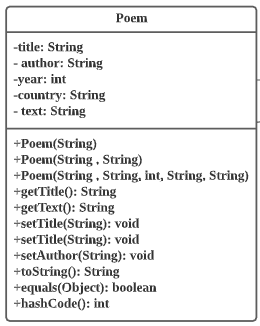 Poem
-title: String
- author: String
-year: int
-country: String
- text: String
+Poem(String)
+Poem(String , String)
+Poem(String , String, int, String, String)
+getTitle(): String
+getText(): String
+setTitle(String): void
+setTitle(String): void
+setAuthor(String): void
+toString(): String
+equals(Object): boolean
+hashCode(): int